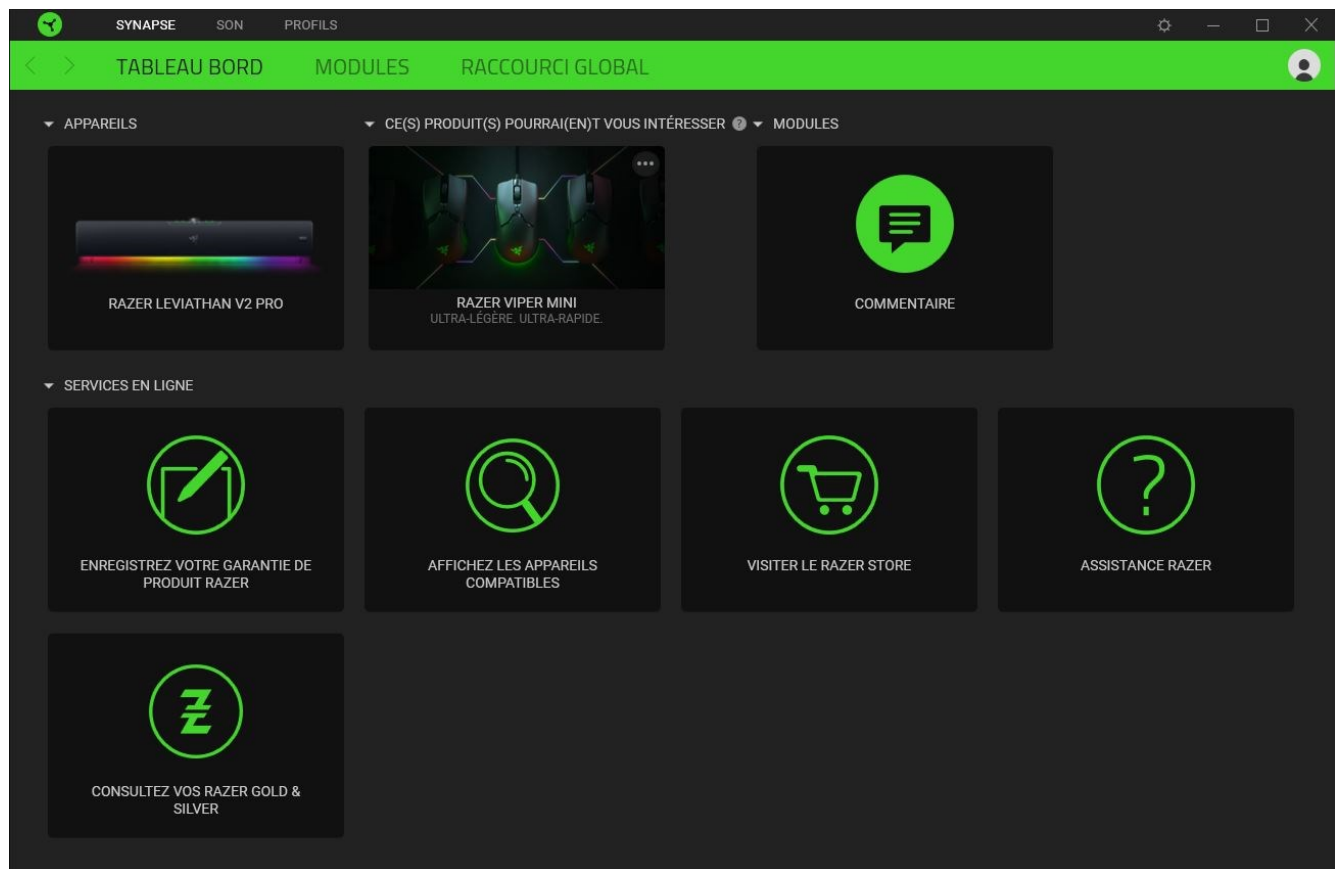 SYNAPSE SON PROFILS
TABLEAU BORD MODULES RACCOURCI GLOBAL
APPAREILS
CE(S) PRODUIT(S) POURRAI(EN)T VOUS INTÉRESSER ?
MODULES
RAZER LEVIATHAN V2 PRO
RAZER VIPER MINI
ULTRA-LÉGÈRE. ULTRA-RAPIDE.
COMMENTAIRE
SERVICES EN LIGNE
ENREGISTREZ VOTRE GARANTIE DE
PRODUIT RAZER
AFFICHEZ LES APPAREILS
COMPATIBLES
VISITER LE RAZER STORE
ASSISTANCE RAZER
CONSULTEZ VOS RAZER GOLD &
SILVER